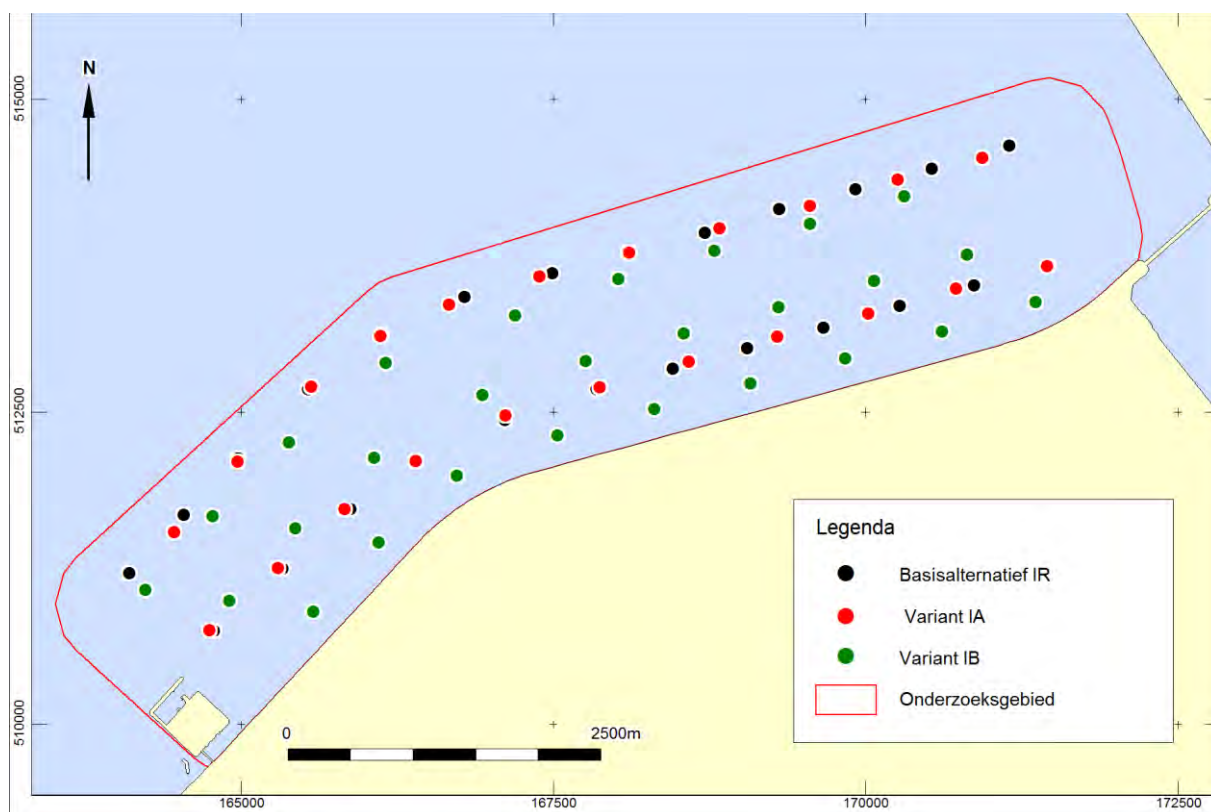 N
515000
512500
510000
0
2500m
Legenda
Basisalternatief IR
Variant IA
Variant IB
Onderzoeksgebied
165000
167500
170000
172500